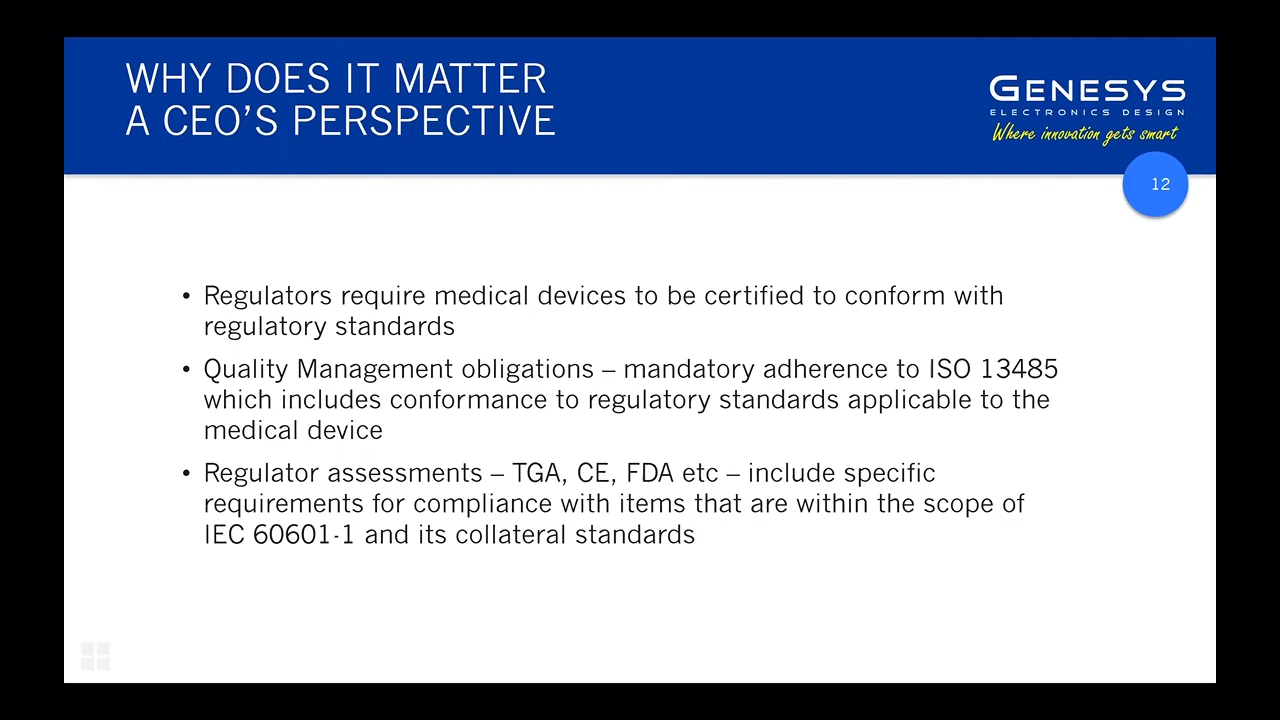 WHY DOES IT MATTER
A CEO'S PERSPECTIVE
GENESYS
ELECTRONICS DESIGN
Where innovation gets smart
12
• Regulators require medical devices to be certified to conform with
regulatory standards
• Quality Management obligations – mandatory adherence to ISO 13485
which includes conformance to regulatory standards applicable to the
medical device
• Regulator assessments – TGA, CE, FDA etc – include specific
requirements for compliance with items that are within the scope of
IEC 60601-1 and its collateral standards